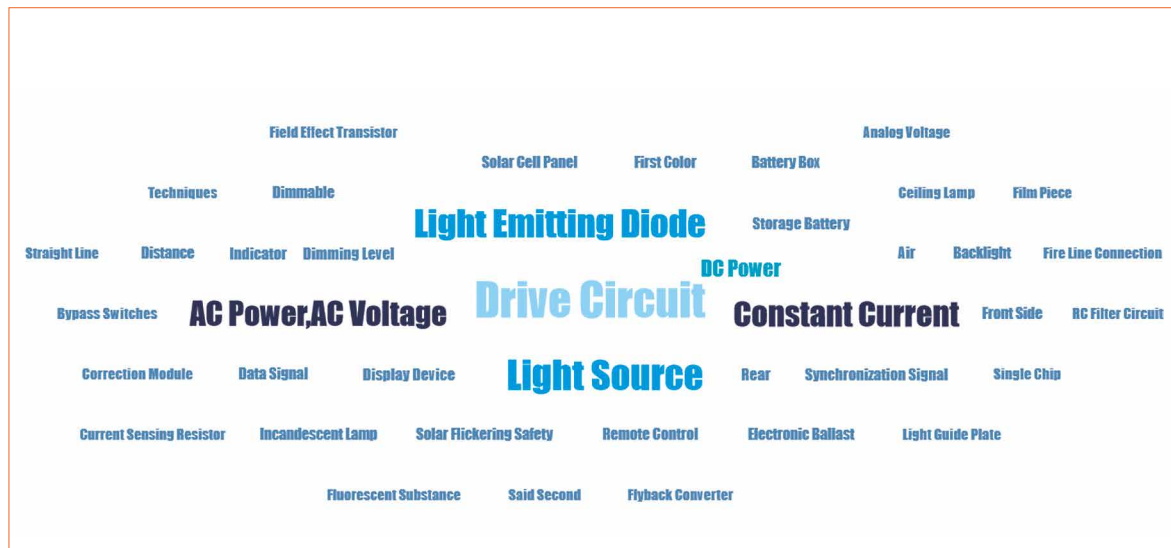 Field Effect Transistor Analog Voltage
Solar Cell Panel First Color Battery Box
Techniques Dimmable Ceiling Lamp Film Piece
Light Emitting Diode Storage Battery
Straight Line Distance Indicator Dimming Level Air Backlight Fire Line Connection
DC Power
Drive Circuit
Bypass Switches AC Power,AC Voltage Constant Current Front Side RC Filter Circuit
Correction Module Data Signal Display Device Light Source Rear Synchronization Signal Single Chip
Current Sensing Resistor Incandescent Lamp Solar Flickering Safety Remote Control Electronic Ballast Light Guide Plate
Fluorescent Substance Said Second Flyback Converter